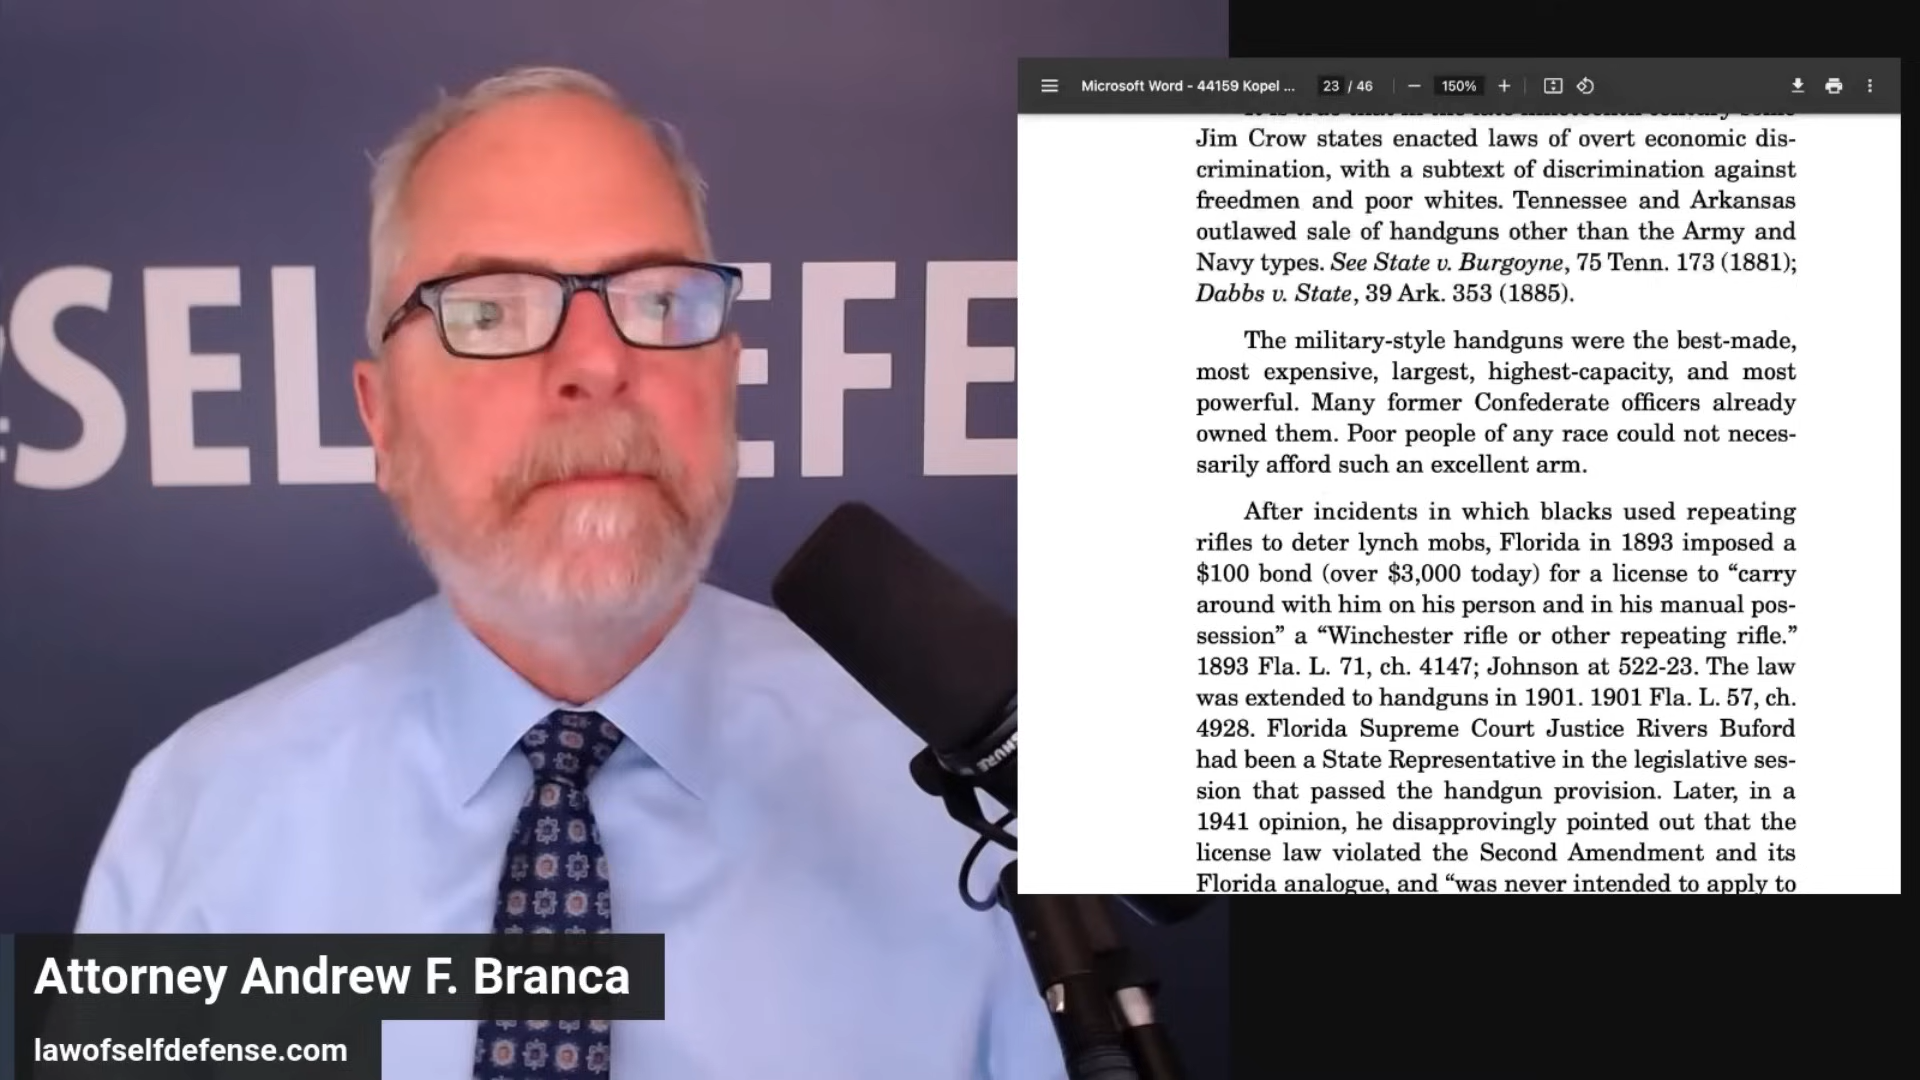 SEL EFE
Microsoft Word - 44159 Kopel ... 23 / 46 − 150% +
It is true that in the late nineteenth century some
Jim Crow states enacted laws of overt economic dis-
crimination, with a subtext of discrimination against
freedmen and poor whites. Tennessee and Arkansas
outlawed sale of handguns other than the Army and
Navy types. See State v. Burgoyne, 75 Tenn. 173 (1881);
Dabbs v. State, 39 Ark. 353 (1885).
The military-style handguns were the best-made,
most expensive, largest, highest-capacity, and most
powerful. Many former Confederate officers already
owned them. Poor people of any race could not neces-
sarily afford such an excellent arm.
After incidents in which blacks used repeating
rifles to deter lynch mobs, Florida in 1893 imposed a
$100 bond (over $3,000 today) for a license to “carry
around with him on his person and in his manual pos-
session” a “Winchester rifle or other repeating rifle.”
1893 Fla. L. 71, ch. 4147; Johnson at 522-23. The law
was extended to handguns in 1901. 1901 Fla. L. 57, ch.
4928. Florida Supreme Court Justice Rivers Buford
had been a State Representative in the legislative ses-
sion that passed the handgun provision. Later, in a
1941 opinion, he disapprovingly pointed out that the
license law violated the Second Amendment and its
Florida analogue, and “was never intended to apply to
SHURE
Attorney Andrew F. Branca
lawofselfdefense.com